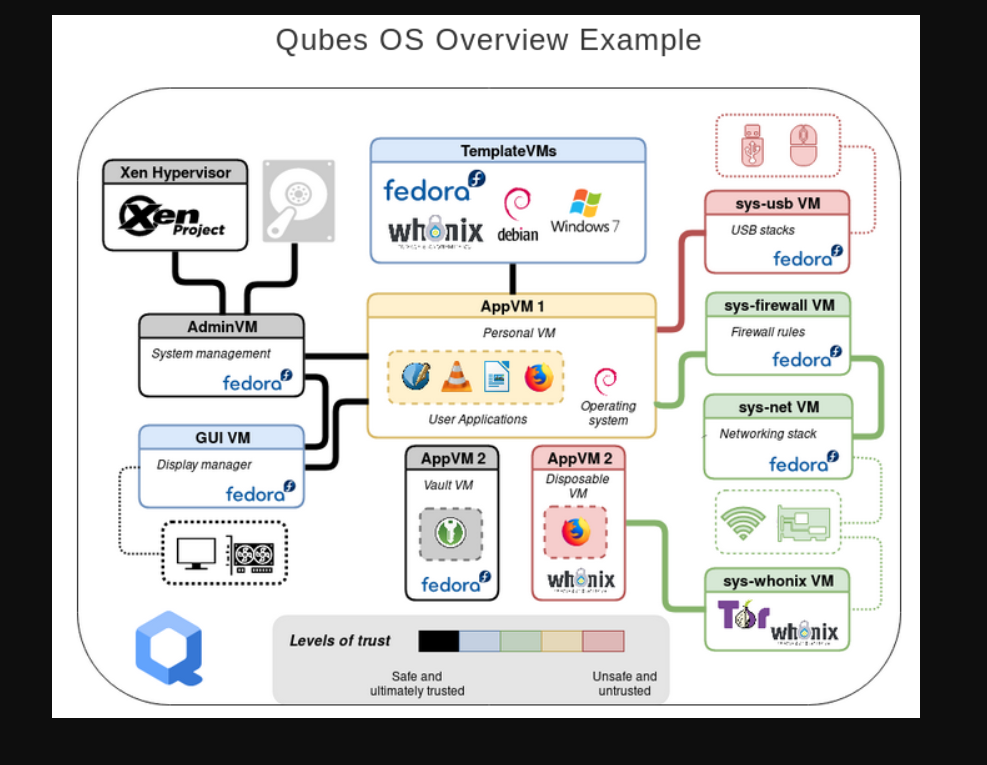 Qubes OS Overview Example
Xen Hypervisor
Xen
Project
TemplateVMs
fedora
whonix
debian
Windows 7
sys-usb VM
USB stacks
fedora
AdminVM
System management
fedora
AppVM 1
Personal VM
User Applications
Operating
system
sys-firewall VM
Firewall rules
fedora
GUI VM
Display manager
fedora
sys-net VM
Networking stack
fedora
AppVM 2
Vault VM
fedora
AppVM 2
Disposable
VM
whonix
sys-whonix VM
Tor
whonix
Levels of trust
Safe and
ultimately trusted
Unsafe and
untrusted